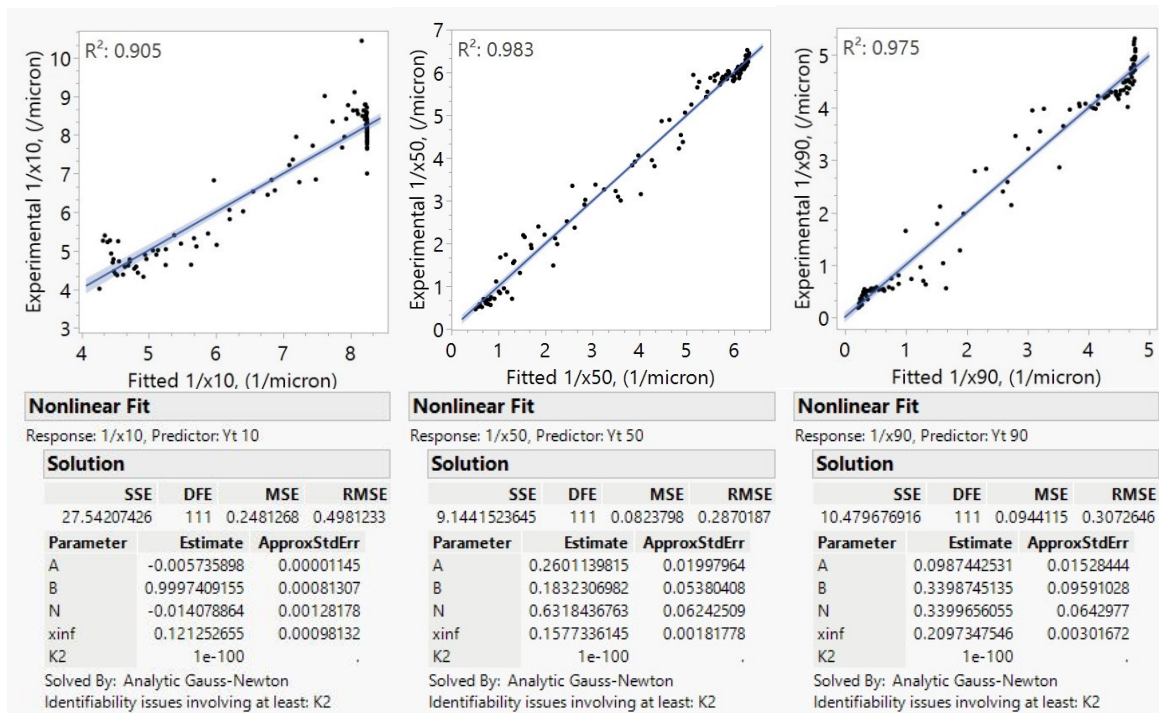 R²: 0.905
Experimental 1/x10, (/micron)
10
9
8
7
6
5
4
3
4 5 6 7 8
Fitted 1/x10, (1/micron)
R²: 0.983
Experimental 1/x50, (/micron)
7
6
5
4
3
2
1
0
0 1 2 3 4 5 6
Fitted 1/x50, (1/micron)
R²: 0.975
Experimental 1/x90, (/micron)
5
4
3
2
1
0
0 1 2 3 4 5
Fitted 1/x90, (1/micron)
Nonlinear Fit
Response: 1/x10, Predictor: Yt 10
Solution
SSE DFE MSE RMSE
27.54207426 111 0.2481268 0.4981233
Parameter Estimate ApproxStdErr
A -0.005735898 0.00001145
B 0.9997409155 0.00081307
N -0.014078864 0.00128178
xinf 0.121252655 0.00098132
K2 1e-100 .
Solved By: Analytic Gauss-Newton
Identifiability issues involving at least: K2
Nonlinear Fit
Response: 1/x50, Predictor: Yt 50
Solution
SSE DFE MSE RMSE
9.1441523645 111 0.0823798 0.2870187
Parameter Estimate ApproxStdErr
A 0.2601139815 0.01997964
B 0.1832306982 0.05380408
N 0.6318436763 0.06242509
xinf 0.1577336145 0.00181778
K2 1e-100 .
Solved By: Analytic Gauss-Newton
Identifiability issues involving at least: K2
Nonlinear Fit
Response: 1/x90, Predictor: Yt 90
Solution
SSE DFE MSE RMSE
10.479676916 111 0.0944115 0.3072646
Parameter Estimate ApproxStdErr
A 0.0987442531 0.01528444
B 0.3398745135 0.09591028
N 0.3399656055 0.0642977
xinf 0.2097347546 0.00301672
K2 1e-100 .
Solved By: Analytic Gauss-Newton
Identifiability issues involving at least: K2